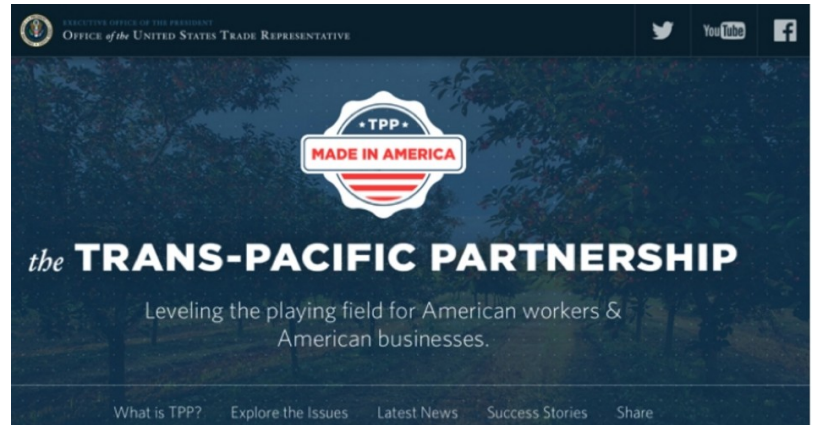 EXECUTIVE OFFICE OF THE PRESIDENT
OFFICE of the UNITED STATES TRADE REPRESENTATIVE
You Tube
★ TPP ★
MADE IN AMERICA
the TRANS-PACIFIC PARTNERSHIP
Leveling the playing field for American workers &
American businesses.
What is TPP? Explore the Issues Latest News Success Stories Share